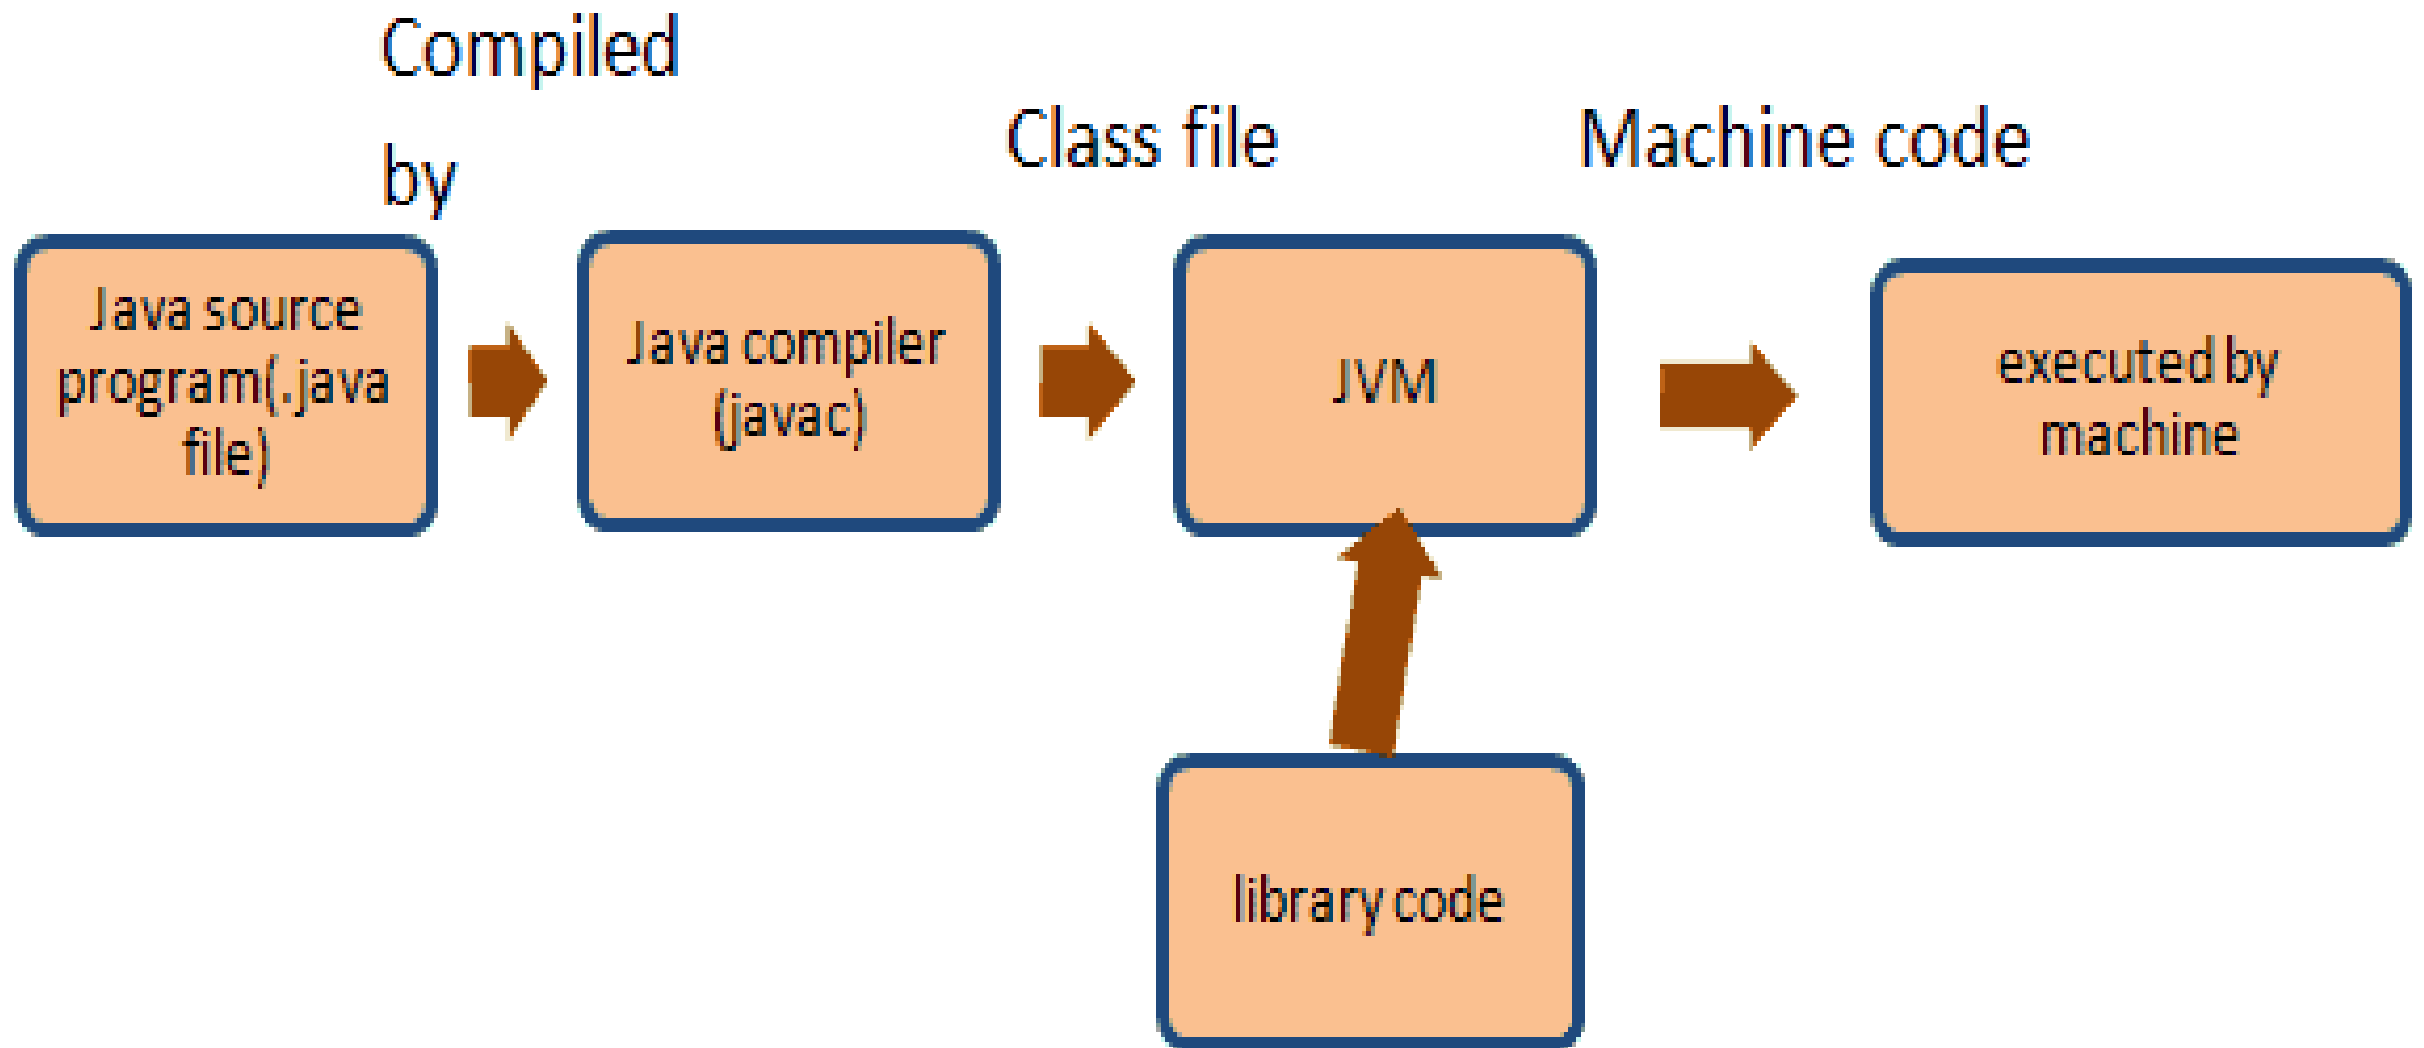 Compiled
by
Class file
Machine code
Java source
program(.java
file)
Java compiler
(javac)
JVM
executed by
machine
library code